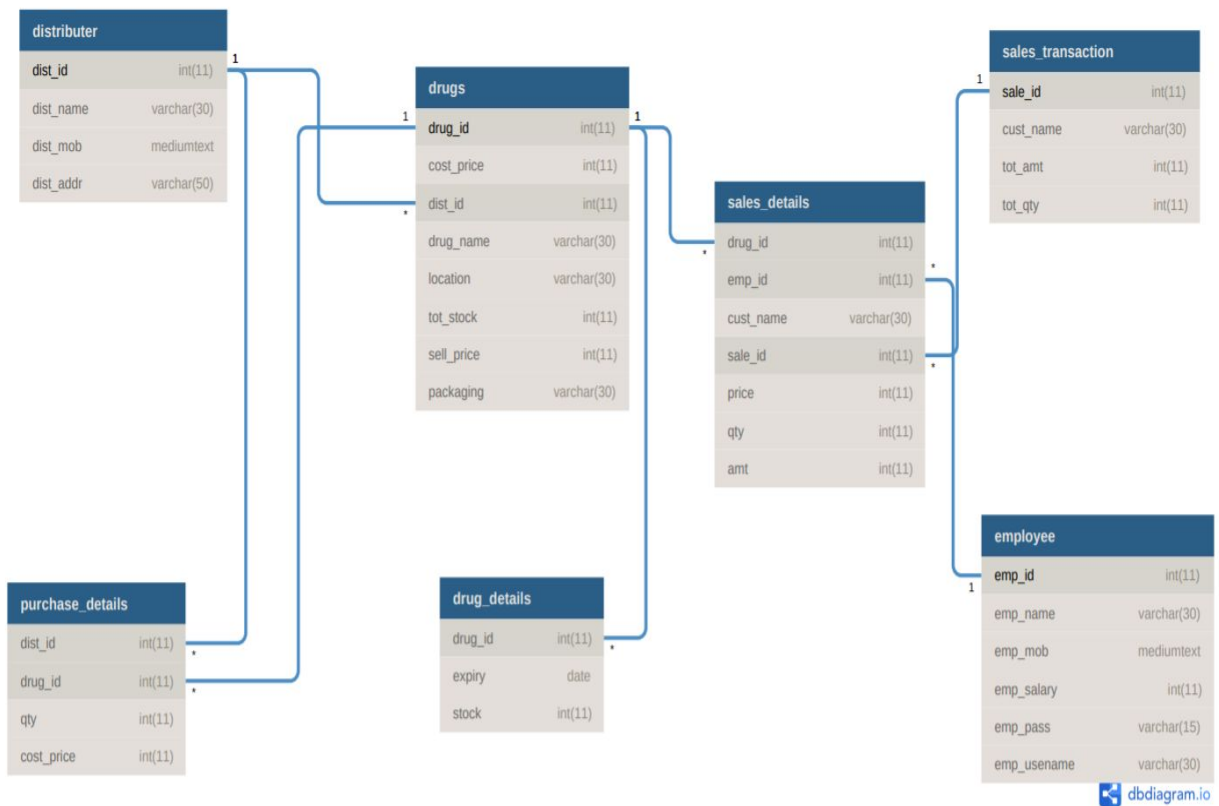 distributer
dist_id int(11)
dist_name varchar(30)
dist_mob mediumtext
dist_addr varchar(50)
1
*
drugs
1
1
drug_id int(11)
cost_price int(11)
dist_id int(11)
drug_name varchar(30)
location varchar(30)
tot_stock int(11)
sell_price int(11)
packaging varchar(30)
sales_details
drug_id int(11)
emp_id int(11)
cust_name varchar(30)
sale_id int(11)
price int(11)
qty int(11)
amt int(11)
*
*
*
sales_transaction
1
sale_id int(11)
cust_name varchar(30)
tot_amt int(11)
tot_qty int(11)
purchase_details
dist_id int(11)
*
drug_id int(11)
*
qty int(11)
cost_price int(11)
drug_details
drug_id int(11)
*
expiry date
stock int(11)
employee
emp_id int(11)
1
emp_name varchar(30)
emp_mob mediumtext
emp_salary int(11)
emp_pass varchar(15)
emp_usename varchar(30)
dbdiagram.io